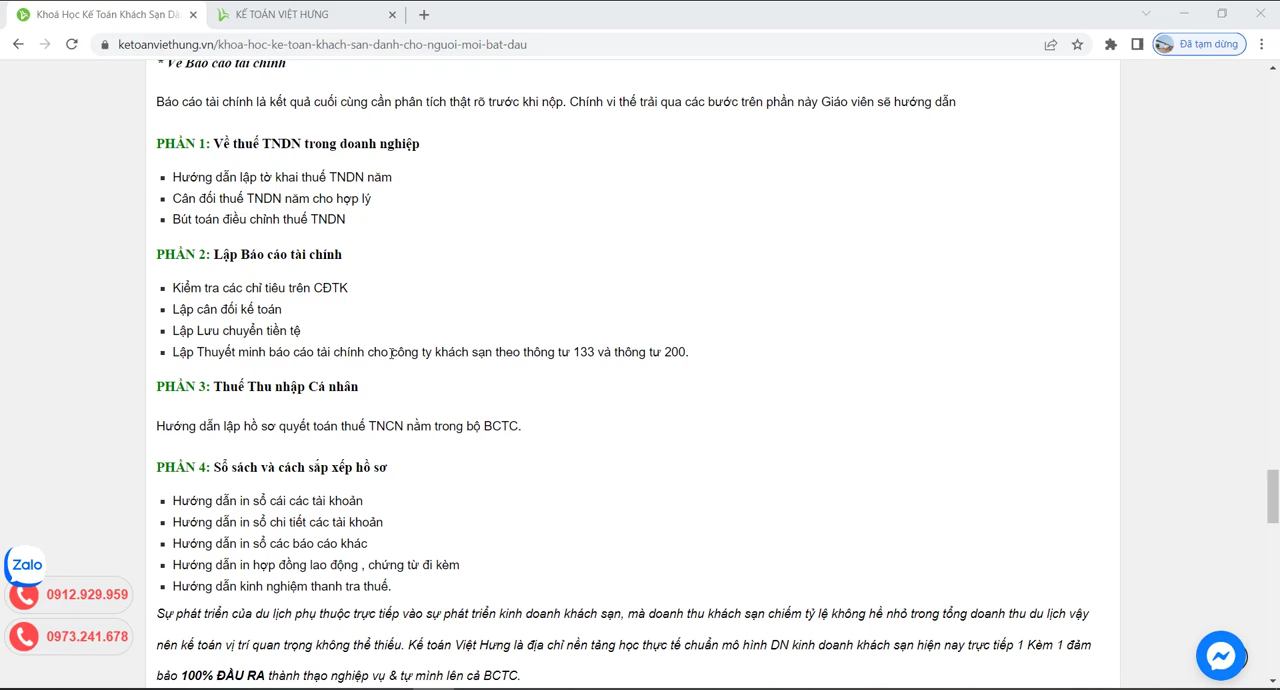 Khoá Học Kế Toán Khách Sạn Dà
KẾ TOÁN VIỆT HƯNG
ketoanviethung.vn/khoa-hoc-ke-toan-khach-san-danh-cho-nguoi-moi-bat-dau
Đã tạm dừng
* Về Báo cáo tài chính
Báo cáo tài chính là kết quả cuối cùng cần phân tích thật rõ trước khi nộp. Chính vì thế trải qua các bước trên phần này Giáo viên sẽ hướng dẫn
PHẦN 1: Về thuế TNDN trong doanh nghiệp
▪ Hướng dẫn lập tờ khai thuế TNDN năm
▪ Cân đối thuế TNDN năm cho hợp lý
▪ Bút toán điều chỉnh thuế TNDN
PHẦN 2: Lập Báo cáo tài chính
▪ Kiểm tra các chỉ tiêu trên CĐTK
▪ Lập cân đối kế toán
▪ Lập Lưu chuyển tiền tệ
▪ Lập Thuyết minh báo cáo tài chính cho công ty khách sạn theo thông tư 133 và thông tư 200.
PHẦN 3: Thuế Thu nhập Cá nhân
Hướng dẫn lập hồ sơ quyết toán thuế TNCN nằm trong bộ BCTC.
PHẦN 4: Sổ sách và cách sắp xếp hồ sơ
▪ Hướng dẫn in sổ cái các tài khoản
▪ Hướng dẫn in sổ chi tiết các tài khoản
▪ Hướng dẫn in sổ các báo cáo khác
▪ Hướng dẫn in hợp đồng lao động , chứng từ đi kèm
▪ Hướng dẫn kinh nghiệm thanh tra thuế.
Sự phát triển của du lịch phụ thuộc trực tiếp vào sự phát triển kinh doanh khách sạn, mà doanh thu khách sạn chiếm tỷ lệ không hề nhỏ trong tổng doanh thu du lịch vậy
nên kế toán vị trí quan trọng không thể thiếu. Kế toán Việt Hưng là địa chỉ nền tảng học thực tế chuẩn mô hình DN kinh doanh khách sạn hiện nay trực tiếp 1 Kèm 1 đảm
bảo 100% ĐẦU RA thành thạo nghiệp vụ & tự mình lên cả BCTC.
Zalo
0912.929.959
0973.241.678